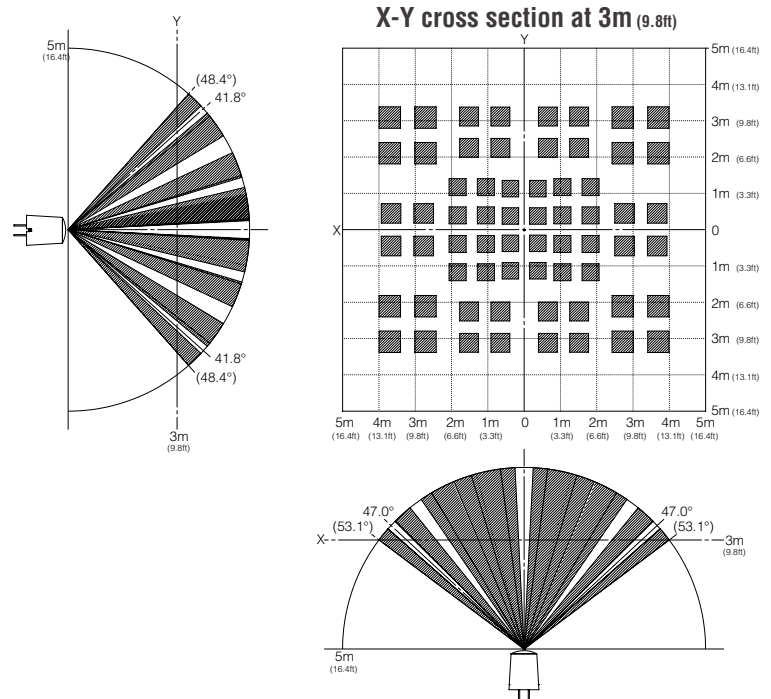 X-Y cross section at 3m (9.8ft)
Y
5m
(16.4ft)
(48.4°)
41.8°
41.8°
(48.4°)
3m
(9.8ft)
Y
X
5m (16.4ft)
4m (13.1ft)
3m (9.8ft)
2m (6.6ft)
1m (3.3ft)
0
1m (3.3ft)
2m (6.6ft)
3m (9.8ft)
4m (13.1ft)
5m (16.4ft)
5m 4m 3m 2m 1m 0 1m 2m 3m 4m 5m
(16.4ft) (13.1ft) (9.8ft) (6.6ft) (3.3ft) (3.3ft) (6.6ft) (9.8ft) (13.1ft) (16.4ft)
47.0° 47.0°
(53.1°) (53.1°)
X 3m
(9.8ft)
5m
(16.4ft)